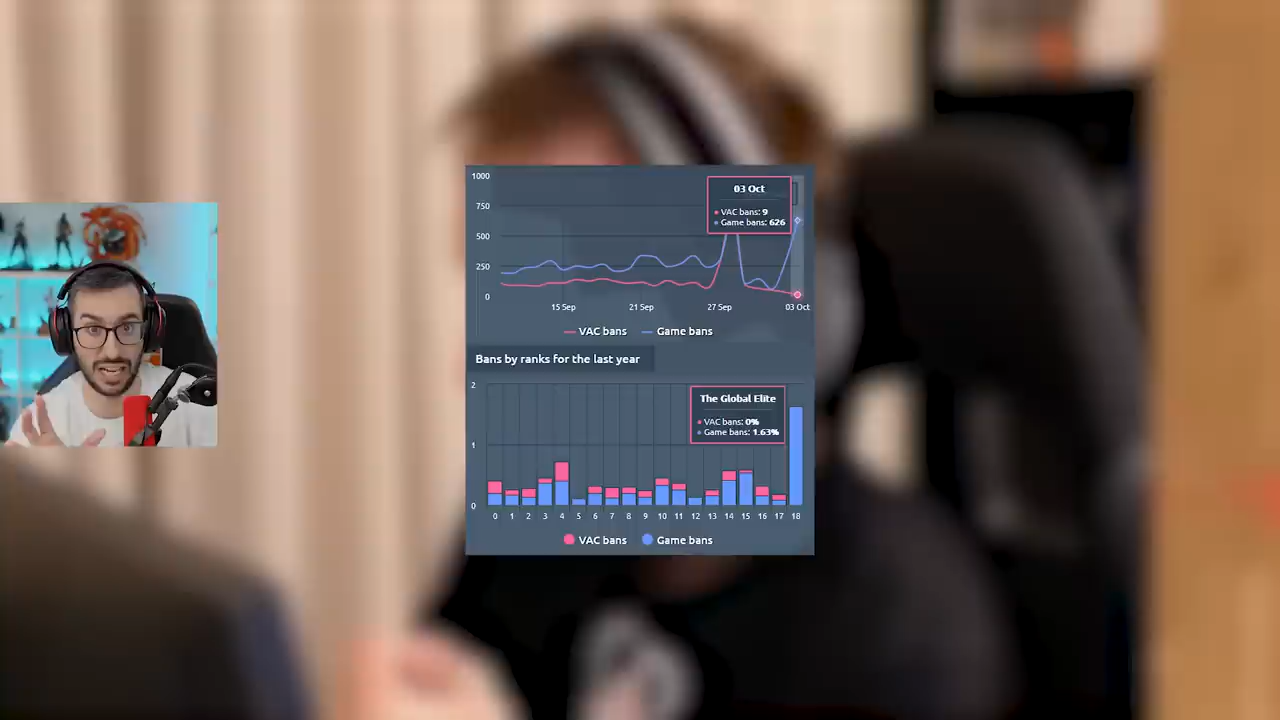 1000
750
500
250
0
03 Oct
VAC bans: 9
Game bans: 626
15 Sep
21 Sep
27 Sep
03 Oct
VAC bans
Game bans
Bans by ranks for the last year
2
1
0
The Global Elite
VAC bans: 0%
Game bans: 1.63%
0 1 2 3 4 5 6 7 8 9 10 11 12 13 14 15 16 17 18
VAC bans
Game bans